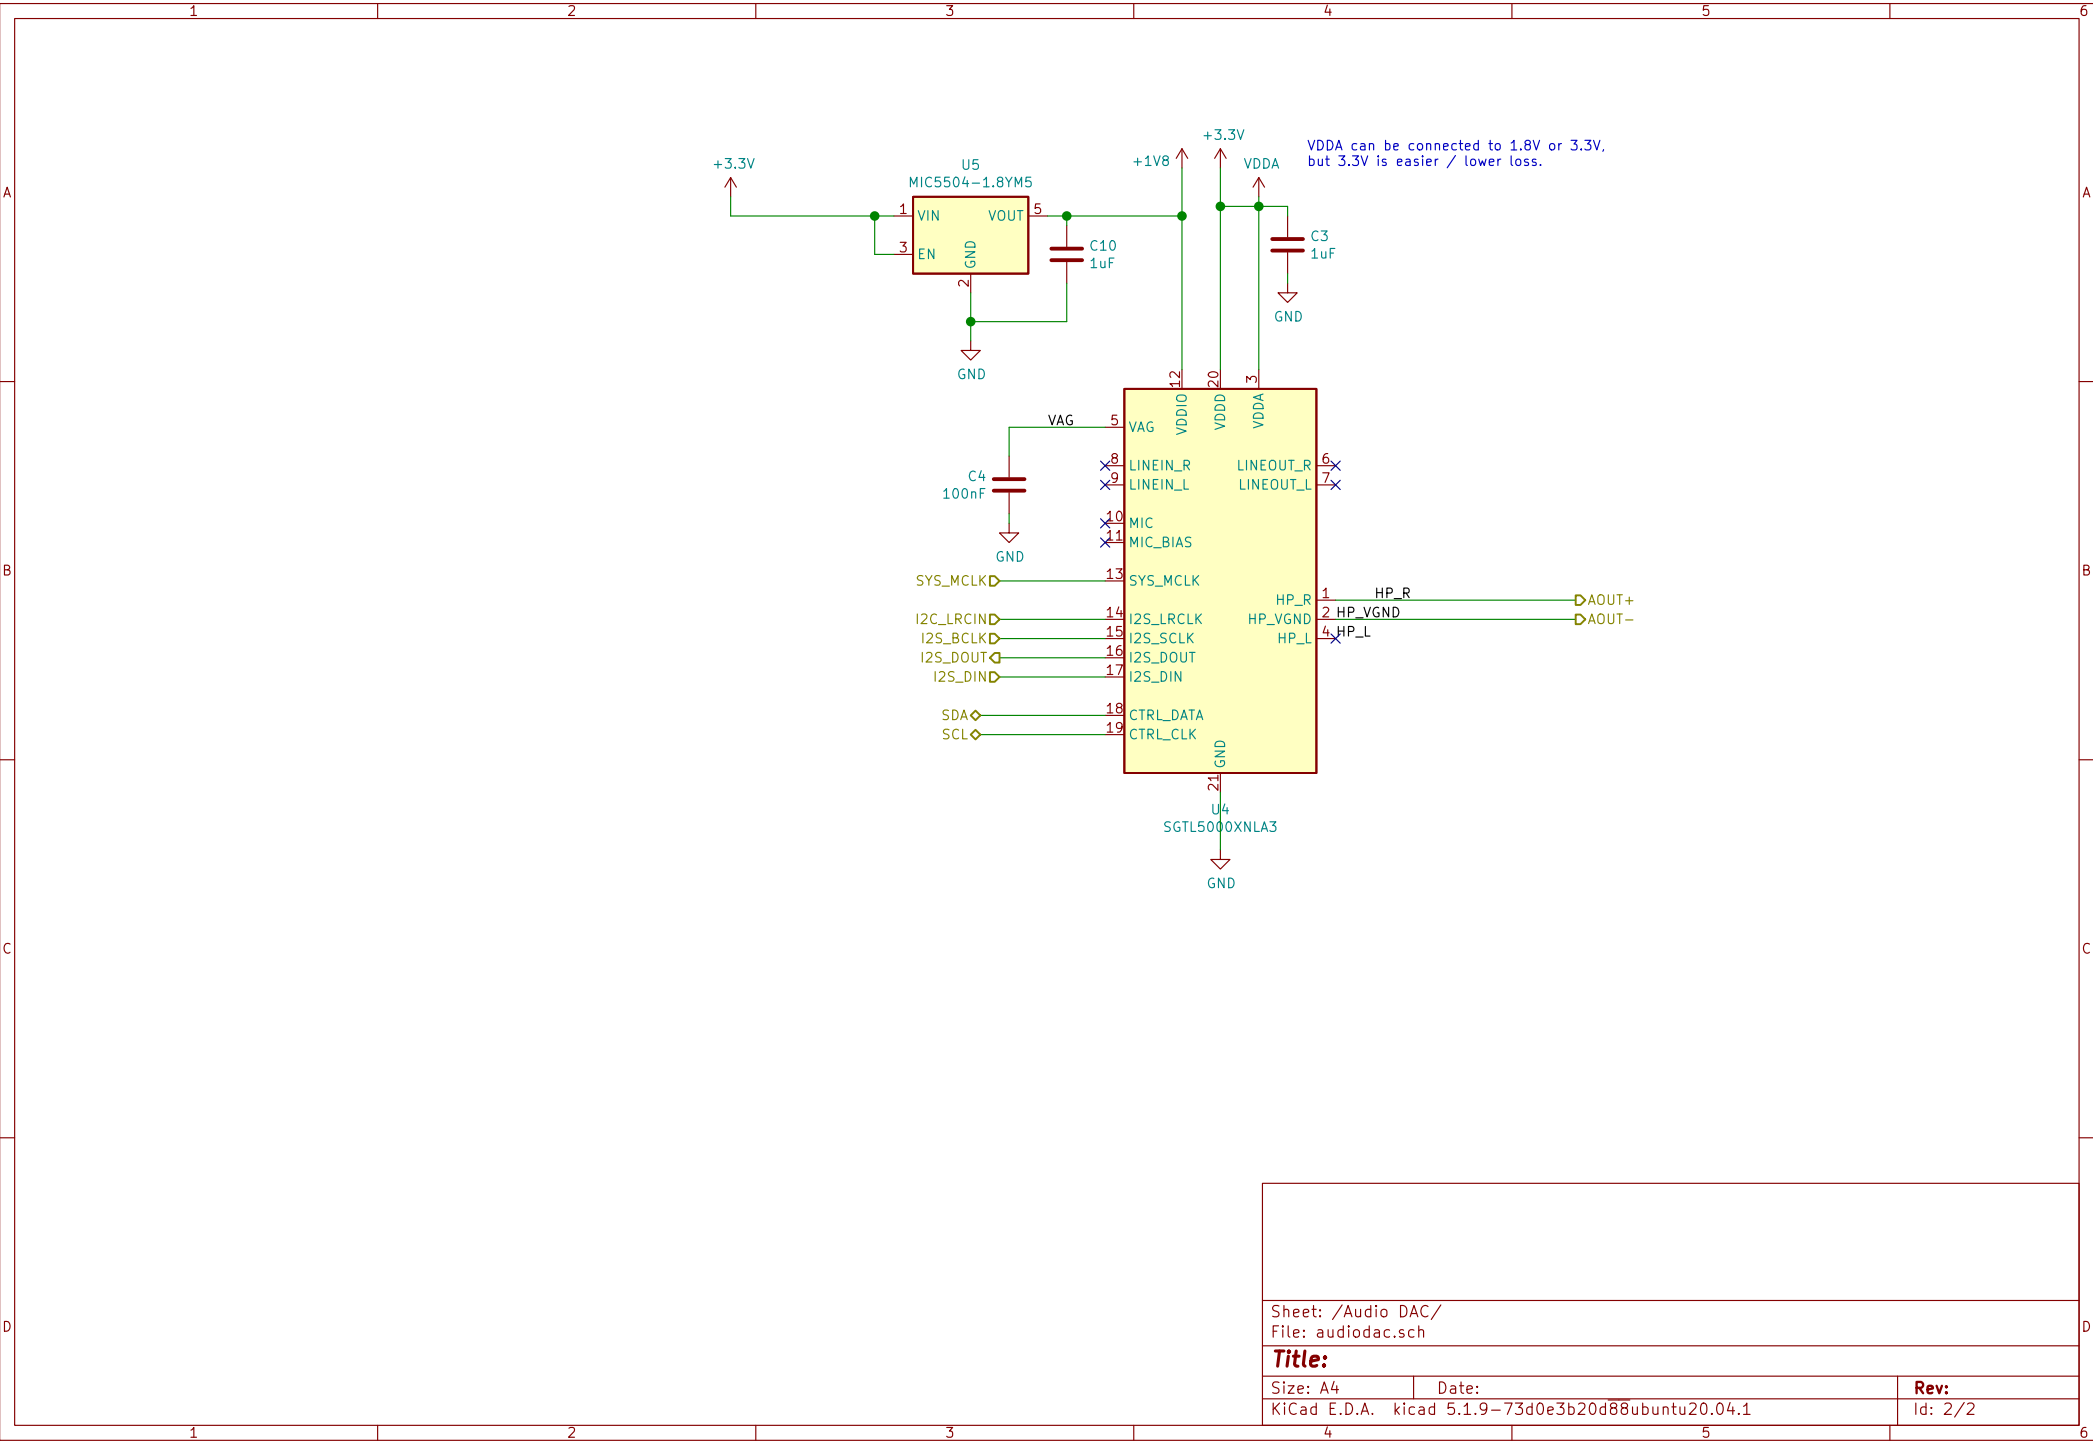 1 2 3 4 5 6
+3.3V
VDDA can be connected to 1.8V or 3.3V,
but 3.3V is easier / lower loss.
+3.3V
U5
MIC5504-1.8YM5
+1V8
VDDA
A
A
1 VIN
VOUT 5
3 EN
GND
2
C10
1uF
C3
1uF
GND
GND
12 VDDIO
20 VDDD
3 VDDA
VAG
5 VAG
8 LINEIN_R
LINEOUT_R 6
9 LINEIN_L
LINEOUT_L 7
C4
100nF
10 MIC
11 MIC_BIAS
GND
B
B
SYS_MCLK
13 SYS_MCLK
HP_R 1
HP_R
AOUT+
I2C_LRCIN
14 I2S_LRCLK
HP_VGND 2
HP_VGND
AOUT-
I2S_BCLK
15 I2S_SCLK
HP_L 4
HP_L
I2S_DOUT
16 I2S_DOUT
I2S_DIN
17 I2S_DIN
SDA
18 CTRL_DATA
SCL
19 CTRL_CLK
GND
21
U4
SGTL5000XNLA3
GND
C
C
D
D
Sheet: /Audio DAC/
File: audiodac.sch
Title:
Size: A4
Date:
Rev:
KiCad E.D.A. kicad 5.1.9-73d0e3b20d88ubuntu20.04.1
Id: 2/2
1 2 3 4 5 6